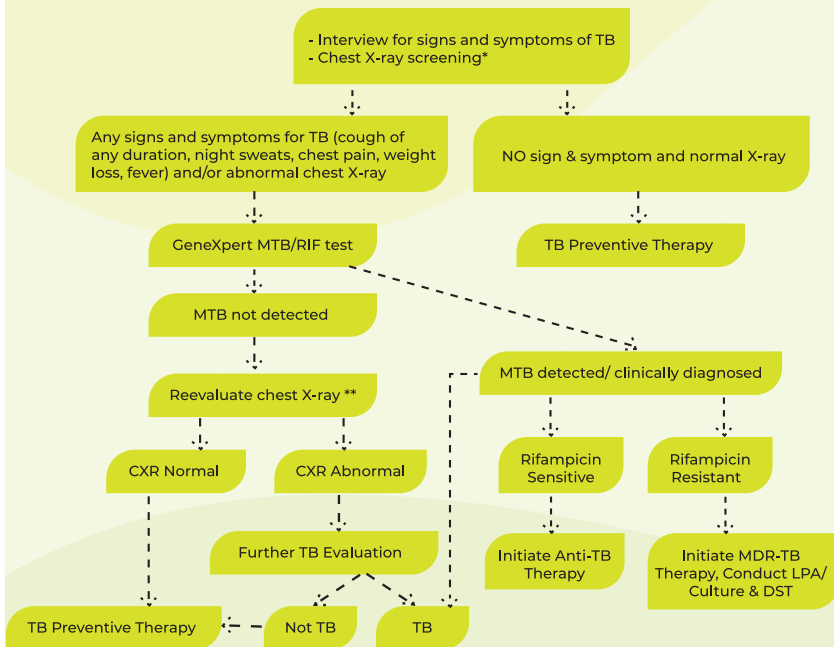 - Interview for signs and symptoms of TB
- Chest X-ray screening*
Any signs and symptoms for TB (cough of
any duration, night sweats, chest pain, weight
loss, fever) and/or abnormal chest X-ray
NO sign & symptom and normal X-ray
GeneXpert MTB/RIF test
TB Preventive Therapy
MTB not detected
Reevaluate chest X-ray **
MTB detected/ clinically diagnosed
CXR Normal
CXR Abnormal
Rifampicin
Sensitive
Rifampicin
Resistant
Further TB Evaluation
Initiate Anti-TB
Therapy
Initiate MDR-TB
Therapy, Conduct LPA/
Culture & DST
TB Preventive Therapy
Not TB
TB